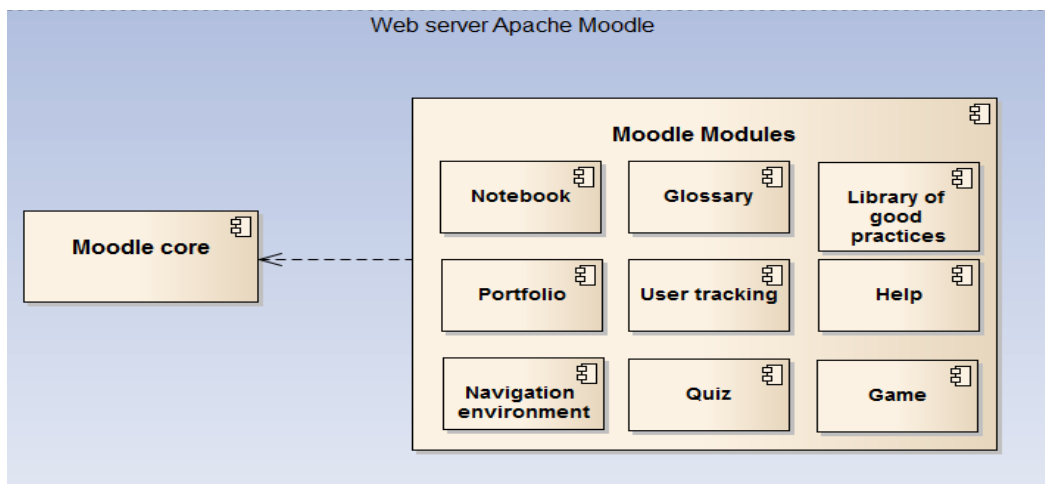 Web server Apache Moodle
Moodle Modules
Notebook
Glossary
Library of
good
practices
Moodle core
Portfolio
User tracking
Help
Navigation
environment
Quiz
Game